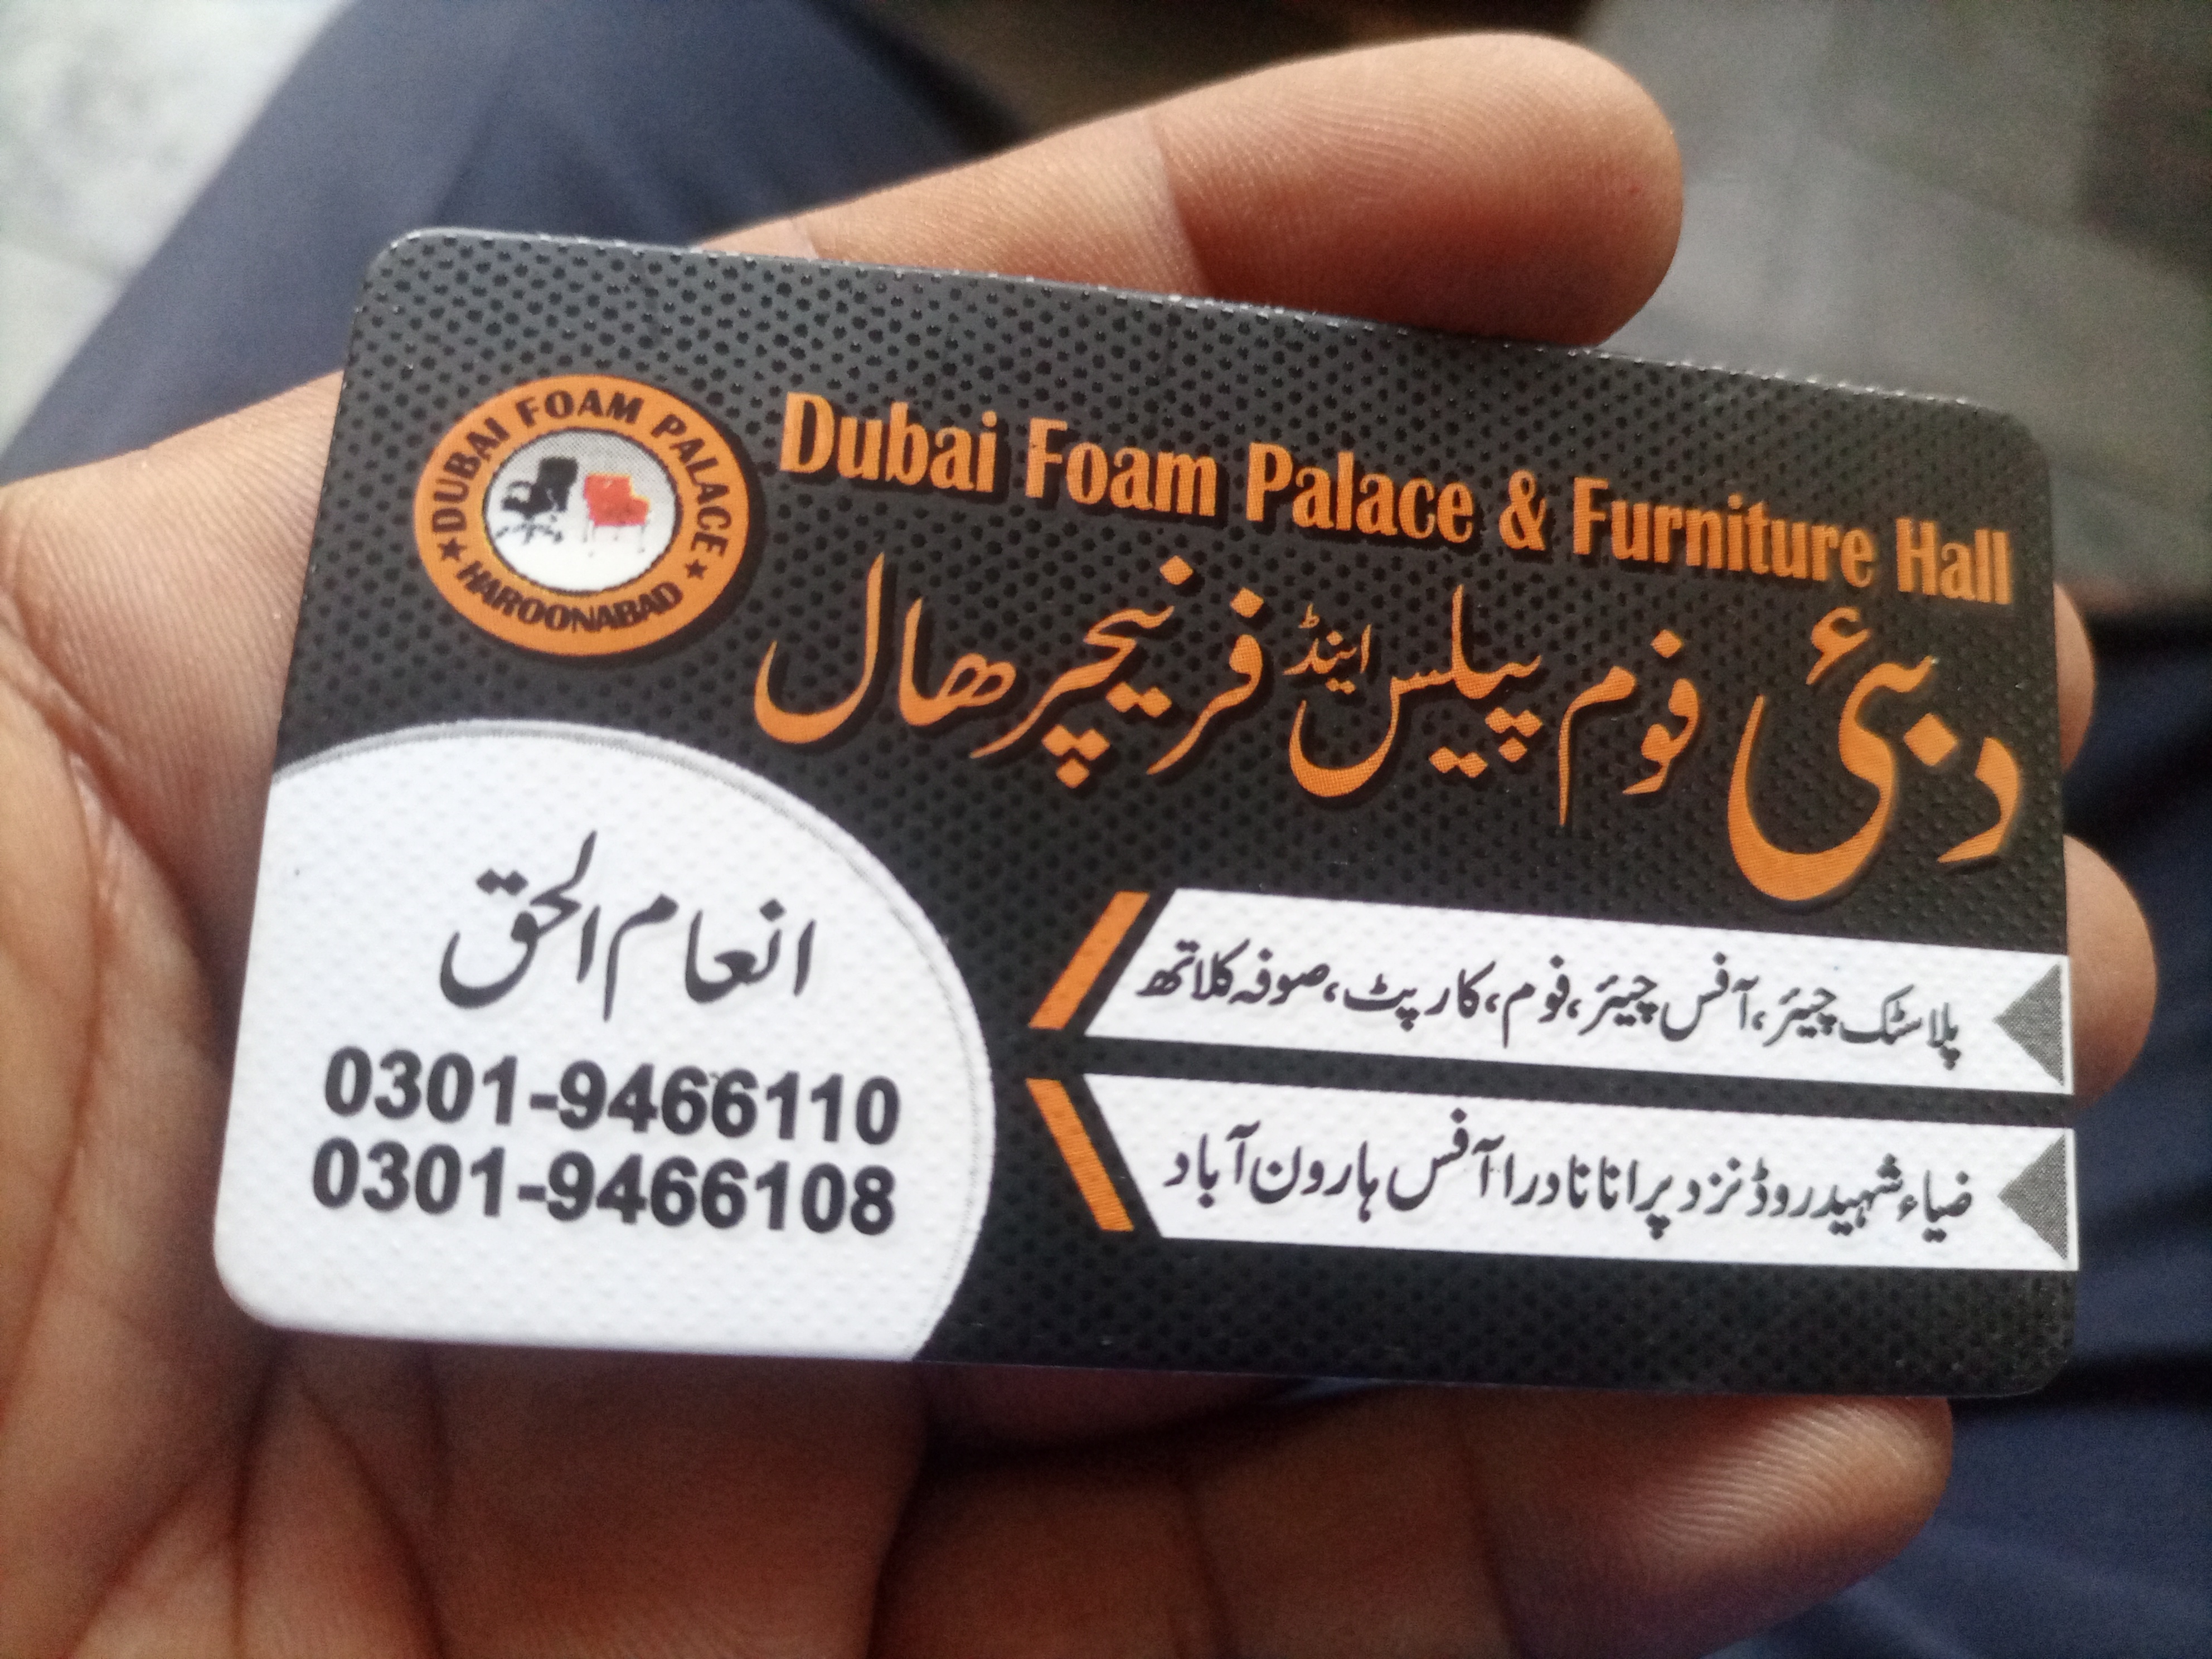 DUBAI FOAM PALACE
HAROONABAD
Dubai Foam Palace & Furniture Hall
دبئی فوم پیلس اینڈ فرنیچر ھال
پلاسٹک چیئر، آفس چیئر، فوم، کارپٹ، صوفہ کلاتھ
ضیاء شہید روڈ نزد پرانا نادرا آفس ہارون آباد
انعام الحق
0301-9466110
0301-9466108